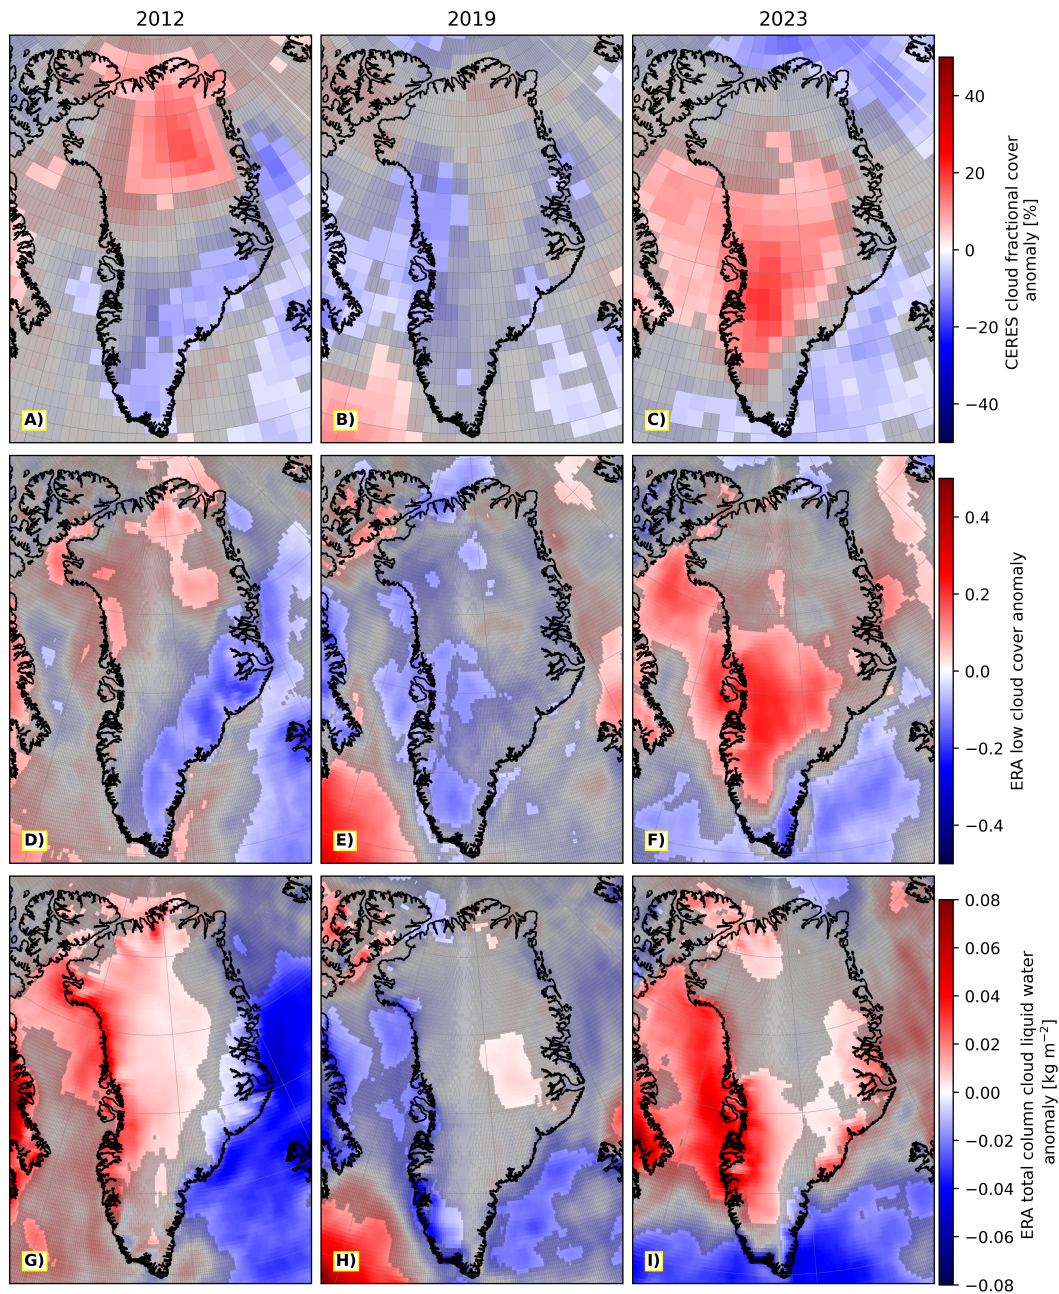 2012 2019 2023
A) B) C)
40
20
0
−20
−40
CERES cloud fractional cover
anomaly [%]
D) E) F)
0.4
0.2
0.0
−0.2
−0.4
ERA low cloud cover anomaly
G) H) I)
0.08
0.06
0.04
0.02
0.00
−0.02
−0.04
−0.06
−0.08
ERA total column cloud liquid water
anomaly [kg m⁻²]